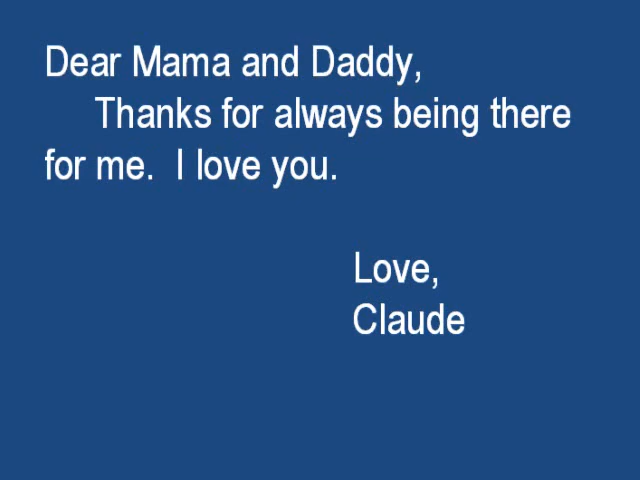 Dear Mama and Daddy,
Thanks for always being there
for me.  I love you.
Love,
Claude